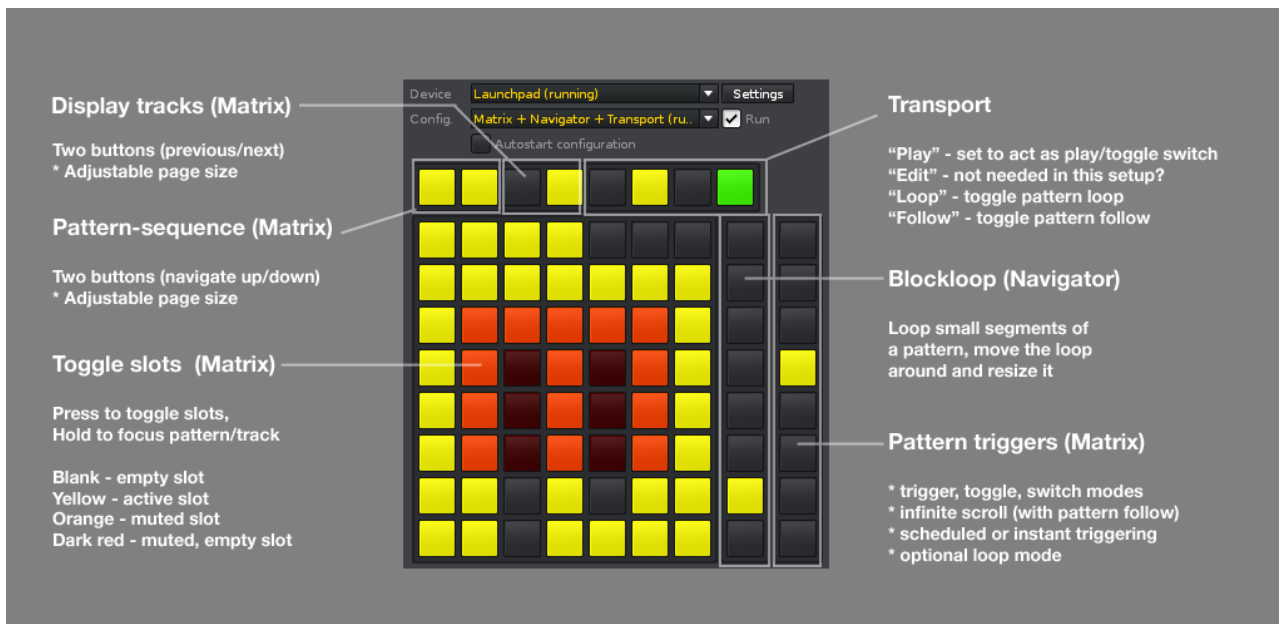 Display tracks (Matrix)
Two buttons (previous/next)
* Adjustable page size
Pattern-sequence (Matrix)
Two buttons (navigate up/down)
* Adjustable page size
Toggle slots (Matrix)
Press to toggle slots,
Hold to focus pattern/track
Blank - empty slot
Yellow - active slot
Orange - muted slot
Dark red - muted, empty slot
Device Launchpad (running) Settings
Config. Matrix + Navigator + Transport (ru.. Run
Autostart configuration
Transport
“Play” - set to act as play/toggle switch
“Edit” - not needed in this setup?
“Loop” - toggle pattern loop
“Follow” - toggle pattern follow
Blockloop (Navigator)
Loop small segments of
a pattern, move the loop
around and resize it
Pattern triggers (Matrix)
* trigger, toggle, switch modes
* infinite scroll (with pattern follow)
* scheduled or instant triggering
* optional loop mode